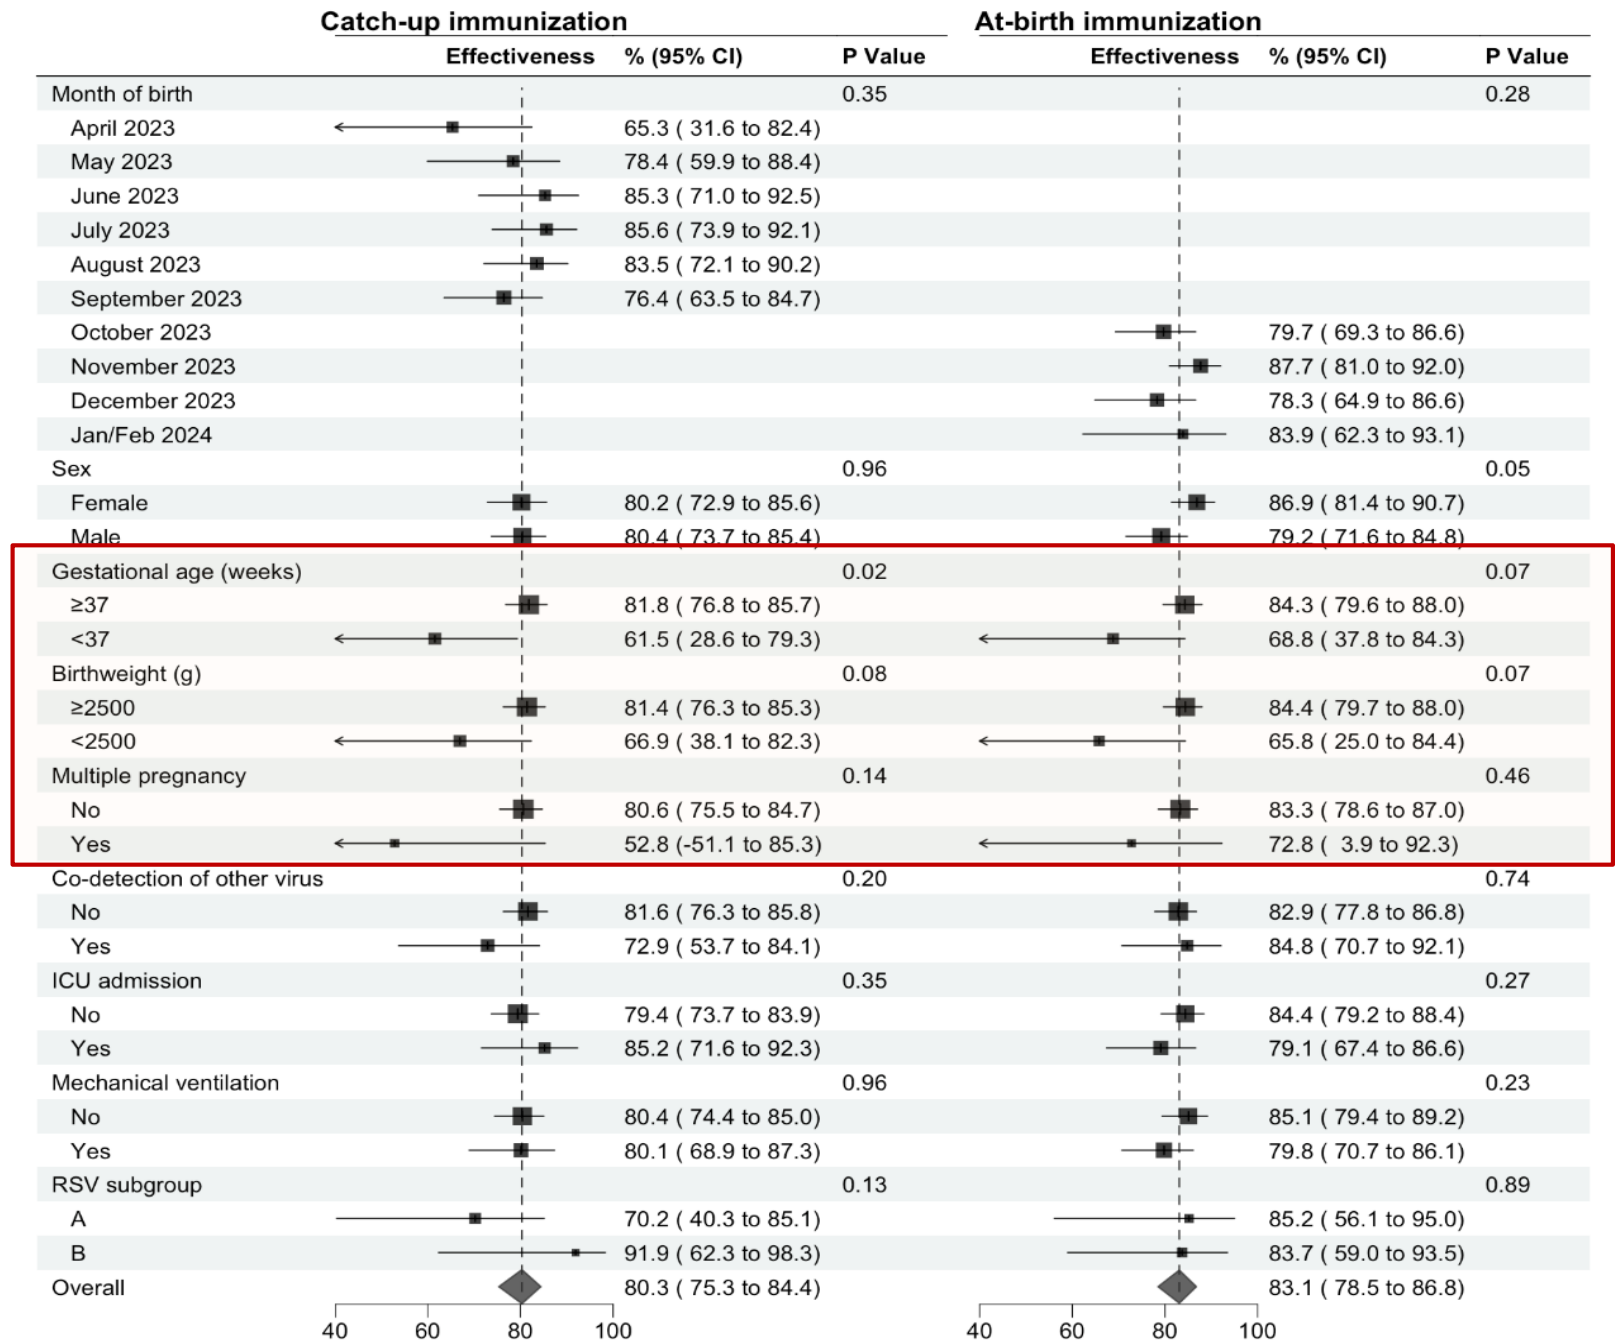 Catch-up immunization At-birth immunization
Effectiveness % (95% CI) P Value Effectiveness % (95% CI) P Value
Month of birth 0.35 0.28
April 2023 65.3 ( 31.6 to 82.4)
May 2023 78.4 ( 59.9 to 88.4)
June 2023 85.3 ( 71.0 to 92.5)
July 2023 85.6 ( 73.9 to 92.1)
August 2023 83.5 ( 72.1 to 90.2)
September 2023 76.4 ( 63.5 to 84.7)
October 2023 79.7 ( 69.3 to 86.6)
November 2023 87.7 ( 81.0 to 92.0)
December 2023 78.3 ( 64.9 to 86.6)
Jan/Feb 2024 83.9 ( 62.3 to 93.1)
Sex 0.96 0.05
Female 80.2 ( 72.9 to 85.6) 86.9 ( 81.4 to 90.7)
Male 80.4 ( 73.7 to 85.4) 79.2 ( 71.6 to 84.8)
Gestational age (weeks) 0.02 0.07
≥37 81.8 ( 76.8 to 85.7) 84.3 ( 79.6 to 88.0)
<37 61.5 ( 28.6 to 79.3) 68.8 ( 37.8 to 84.3)
Birthweight (g) 0.08 0.07
≥2500 81.4 ( 76.3 to 85.3) 84.4 ( 79.7 to 88.0)
<2500 66.9 ( 38.1 to 82.3) 65.8 ( 25.0 to 84.4)
Multiple pregnancy 0.14 0.46
No 80.6 ( 75.5 to 84.7) 83.3 ( 78.6 to 87.0)
Yes 52.8 (-51.1 to 85.3) 72.8 ( 3.9 to 92.3)
Co-detection of other virus 0.20 0.74
No 81.6 ( 76.3 to 85.8) 82.9 ( 77.8 to 86.8)
Yes 72.9 ( 53.7 to 84.1) 84.8 ( 70.7 to 92.1)
ICU admission 0.35 0.27
No 79.4 ( 73.7 to 83.9) 84.4 ( 79.2 to 88.4)
Yes 85.2 ( 71.6 to 92.3) 79.1 ( 67.4 to 86.6)
Mechanical ventilation 0.96 0.23
No 80.4 ( 74.4 to 85.0) 85.1 ( 79.4 to 89.2)
Yes 80.1 ( 68.9 to 87.3) 79.8 ( 70.7 to 86.1)
RSV subgroup 0.13 0.89
A 70.2 ( 40.3 to 85.1) 85.2 ( 56.1 to 95.0)
B 91.9 ( 62.3 to 98.3) 83.7 ( 59.0 to 93.5)
Overall 80.3 ( 75.3 to 84.4) 83.1 ( 78.5 to 86.8)
40 60 80 100 40 60 80 100